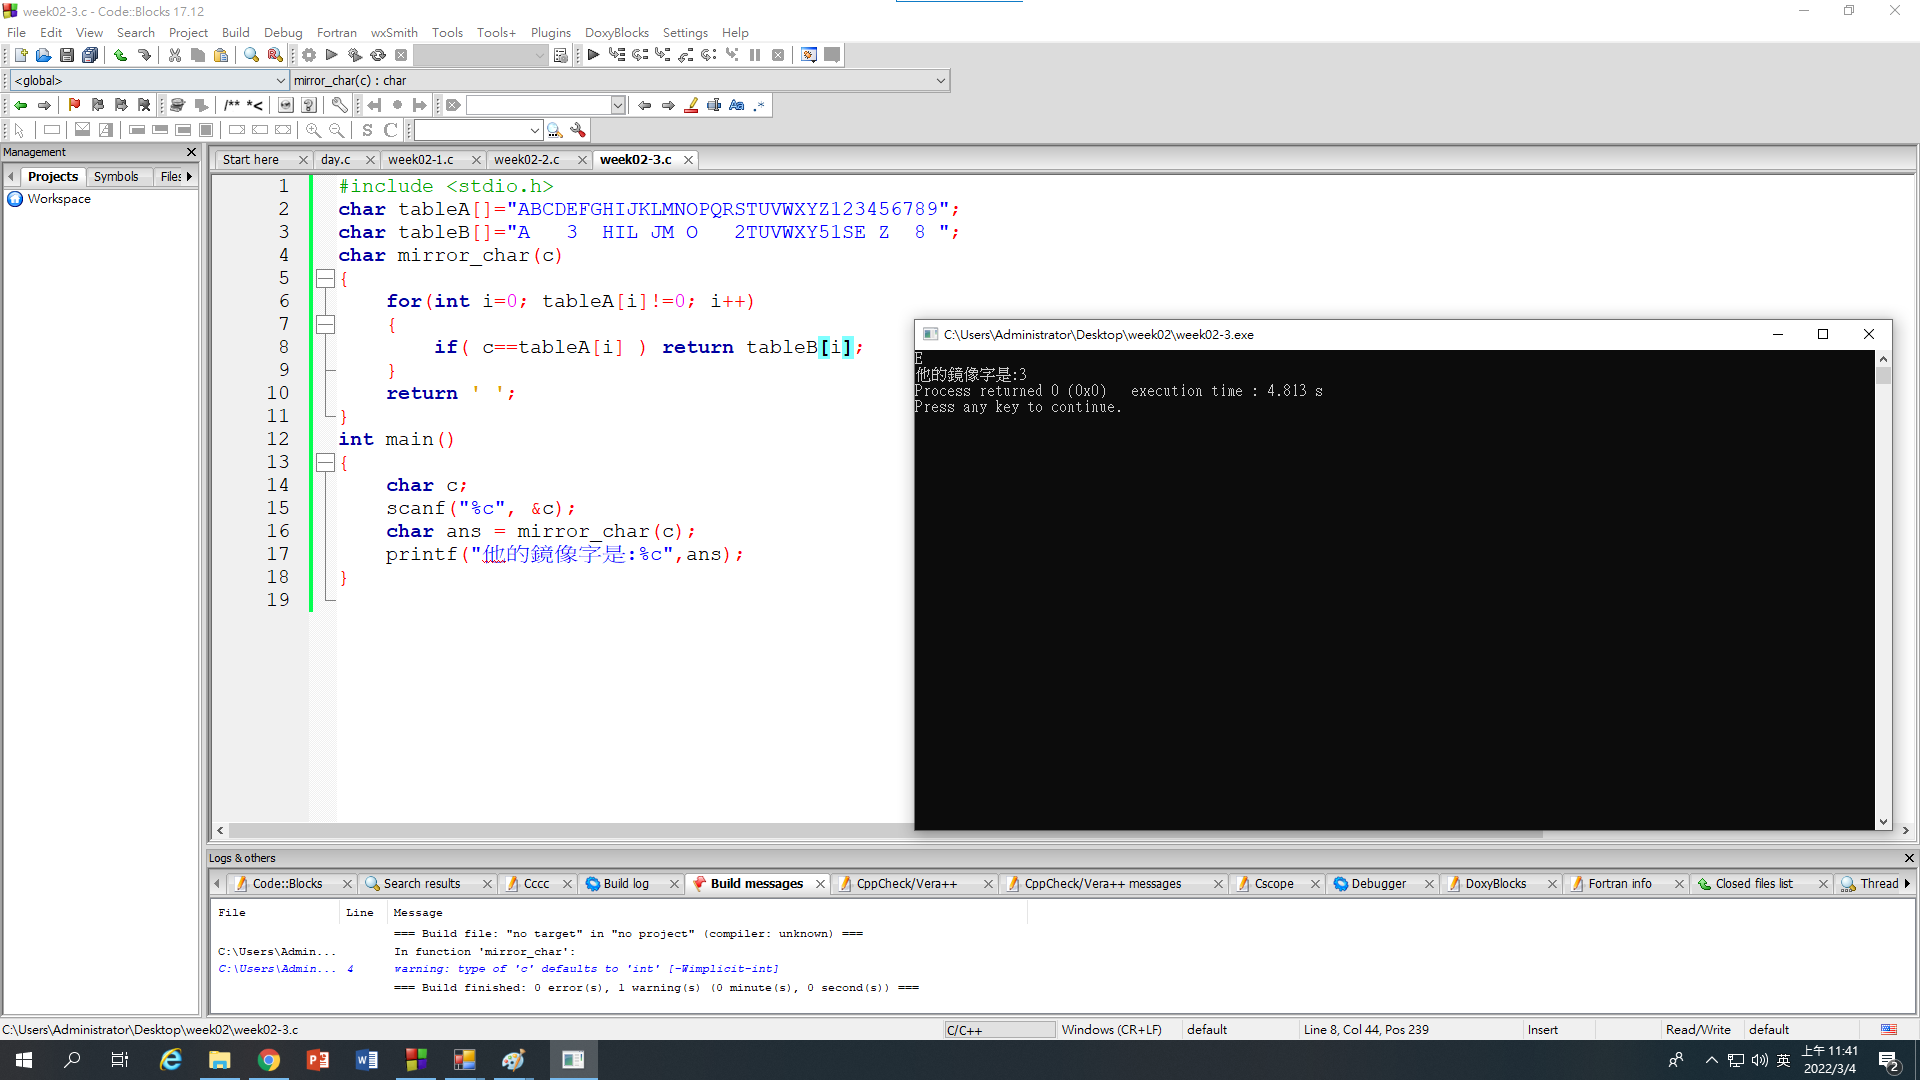 week02-3.c - Code::Blocks 17.12
File Edit View Search Project Build Debug Fortran wxSmith Tools Tools+ Plugins DoxyBlocks Settings Help
<global> mirror_char(c) : char
/** *<
S C
Management
Projects Symbols Files
Workspace
Start here day.c week02-1.c week02-2.c week02-3.c
1 #include <stdio.h>
2 char tableA[]="ABCDEFGHIJKLMNOPQRSTUVWXYZ123456789";
3 char tableB[]="A   3  HIL JM O   2TUVWXY51SE Z  8 ";
4 char mirror_char(c)
5 {
6     for(int i=0; tableA[i]!=0; i++)
7     {
8         if( c==tableA[i] ) return tableB[i];
9     }
10     return ' ';
11 }
12 int main()
13 {
14     char c;
15     scanf("%c", &c);
16     char ans = mirror_char(c);
17     printf("他的鏡像字是:%c",ans);
18 }
19
C:\Users\Administrator\Desktop\week02\week02-3.exe
E
他的鏡像字是:3
Process returned 0 (0x0)   execution time : 4.813 s
Press any key to continue.
Logs & others
Code::Blocks Search results Cccc Build log Build messages CppCheck/Vera++ CppCheck/Vera++ messages Cscope Debugger DoxyBlocks Fortran info Closed files list Thread
File Line Message
=== Build file: "no target" in "no project" (compiler: unknown) ===
C:\Users\Admin... In function 'mirror_char':
C:\Users\Admin... 4 warning: type of 'c' defaults to 'int' [-Wimplicit-int]
=== Build finished: 0 error(s), 1 warning(s) (0 minute(s), 0 second(s)) ===
C:\Users\Administrator\Desktop\week02\week02-3.c C/C++ Windows (CR+LF) default Line 8, Col 44, Pos 239 Insert Read/Write default
英 上午 11:41
2022/3/4
2